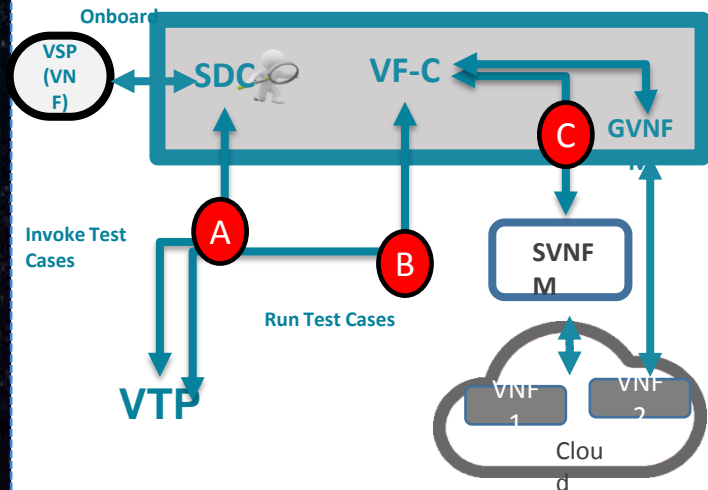 Onboard
VSP
(VN
F)
SDC
VF-C
GVNF
M
C
A
B
Invoke Test
Cases
Run Test Cases
SVNF
M
VTP
VNF
1
VNF
2
Clou
d